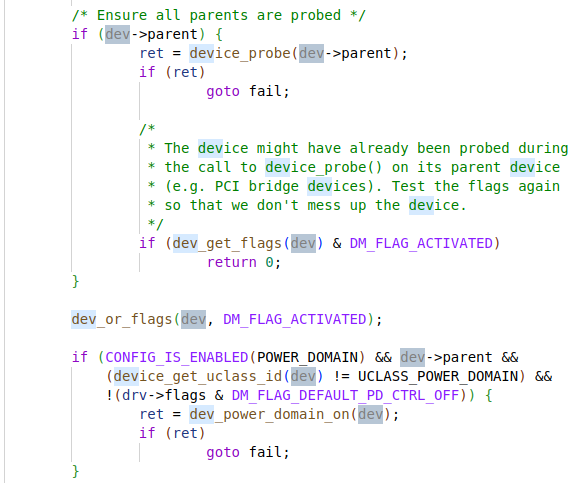 /* Ensure all parents are probed */
if (dev->parent) {
ret = device_probe(dev->parent);
if (ret)
goto fail;
/*
* The device might have already been probed during
* the call to device_probe() on its parent device
* (e.g. PCI bridge devices). Test the flags again
* so that we don't mess up the device.
*/
if (dev_get_flags(dev) & DM_FLAG_ACTIVATED)
return 0;
}
dev_or_flags(dev, DM_FLAG_ACTIVATED);
if (CONFIG_IS_ENABLED(POWER_DOMAIN) && dev->parent &&
(device_get_uclass_id(dev) != UCLASS_POWER_DOMAIN) &&
!(drv->flags & DM_FLAG_DEFAULT_PD_CTRL_OFF)) {
ret = dev_power_domain_on(dev);
if (ret)
goto fail;
}